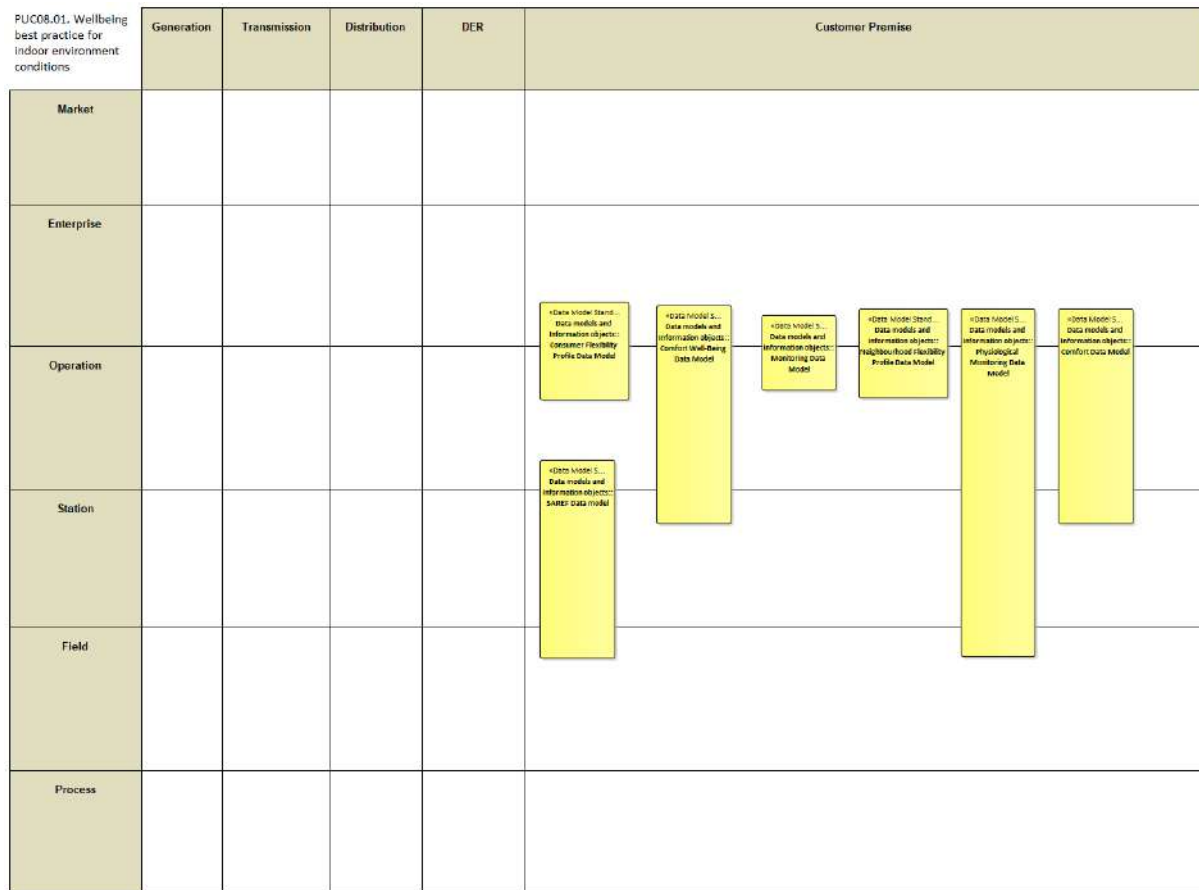 PUC08.01. Wellbeing
best practice for
indoor environment
conditions
Generation
Transmission
Distribution
DER
Customer Premise
Market
Enterprise
«Data Model Stand...
Data models and
Information objects::
Consumer Flexibility
Profile Data Model
«Data Model S...
Data models and
Information objects::
Comfort Well-Being
Data Model
«Data Model S...
Data models and
Information objects::
Monitoring Data
Model
«Data Model Stand...
Data models and
Information objects::
Neighbourhood Flexibility
Profile Data Model
«Data Model S...
Data models and
Information objects::
Physiological
Monitoring Data
Model
«Data Model S...
Data models and
Information objects::
Comfort Data Model
Operation
«Data Model S...
Data models and
Information objects::
SAREF Data model
Station
Field
Process